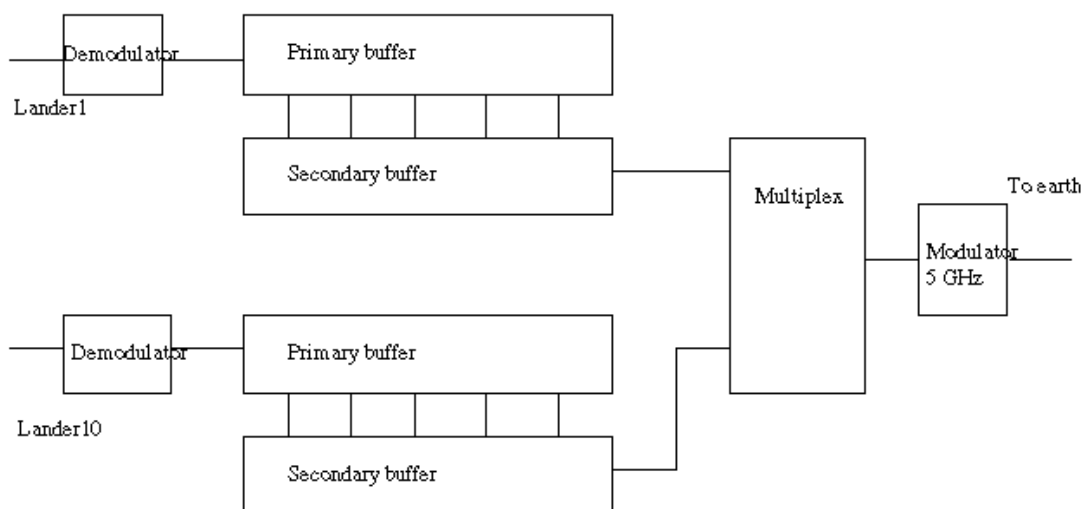 Demodulator
Primary buffer
Lander1
Secondary buffer
Multiplex
To earth
Modulator
5 GHz
Demodulator
Primary buffer
Lander10
Secondary buffer